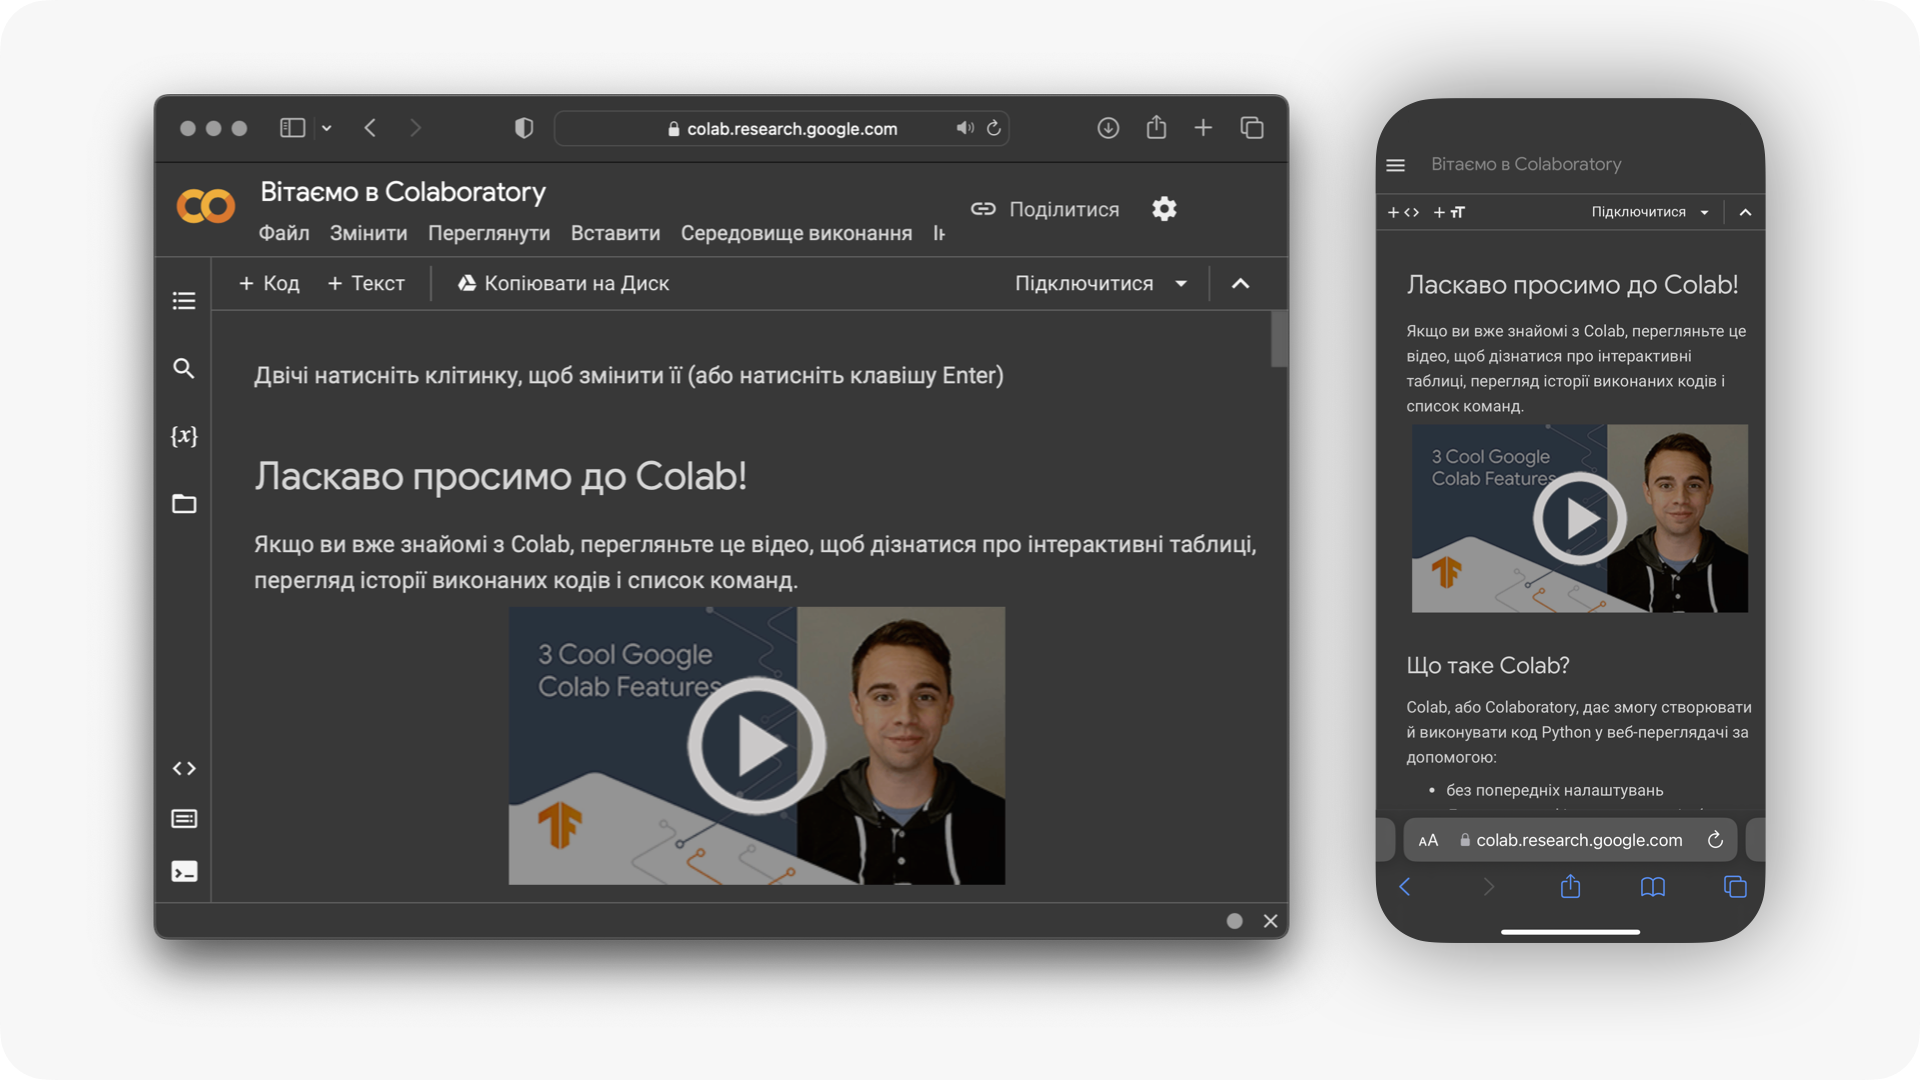 colab.research.google.com
Вітаємо в Colaboratory
Поділитися
Файл Змінити Переглянути Вставити Середовище виконання Ін
+ Код + Текст Копіювати на Диск Підключитися
{x}
Двічі натисніть клітинку, щоб змінити її (або натисніть клавішу Enter)
Ласкаво просимо до Colab!
Якщо ви вже знайомі з Colab, перегляньте це відео, щоб дізнатися про інтерактивні таблиці,
перегляд історії виконаних кодів і список команд.
3 Cool Google
Colab Features
Вітаємо в Colaboratory
Підключитися
Ласкаво просимо до Colab!
Якщо ви вже знайомі з Colab, перегляньте це
відео, щоб дізнатися про інтерактивні
таблиці, перегляд історії виконаних кодів і
список команд.
3 Cool Google
Colab Features
Що таке Colab?
Colab, або Colaboratory, дає змогу створювати
й виконувати код Python у веб-переглядачі за
допомогою:
• без попередніх налаштувань
AA colab.research.google.com